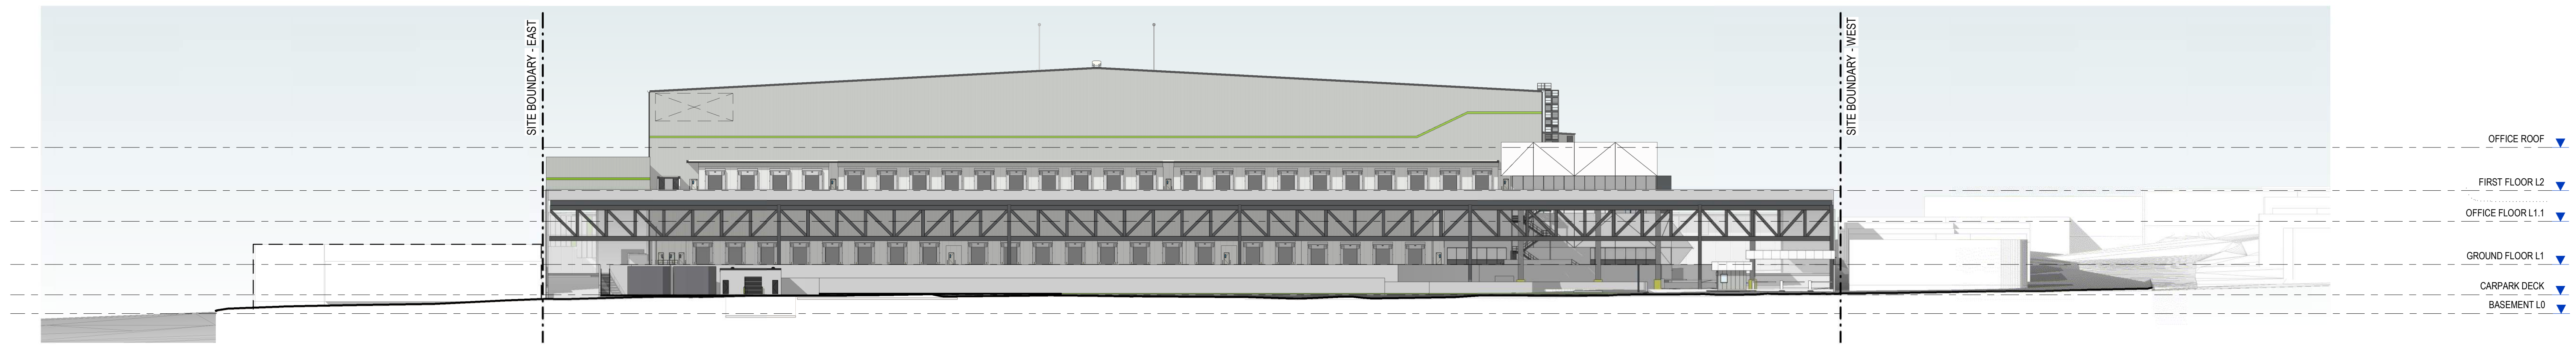 SITE BOUNDARY - EAST
SITE BOUNDARY - WEST
OFFICE ROOF
FIRST FLOOR L2
OFFICE FLOOR L1.1
GROUND FLOOR L1
CARPARK DECK
BASEMENT L0